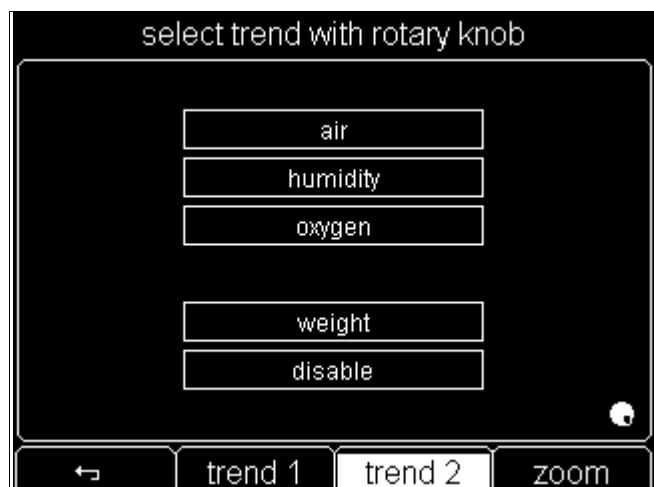 select trend with rotary knob
air
humidity
oxygen
weight
disable
trend 1 trend 2 zoom